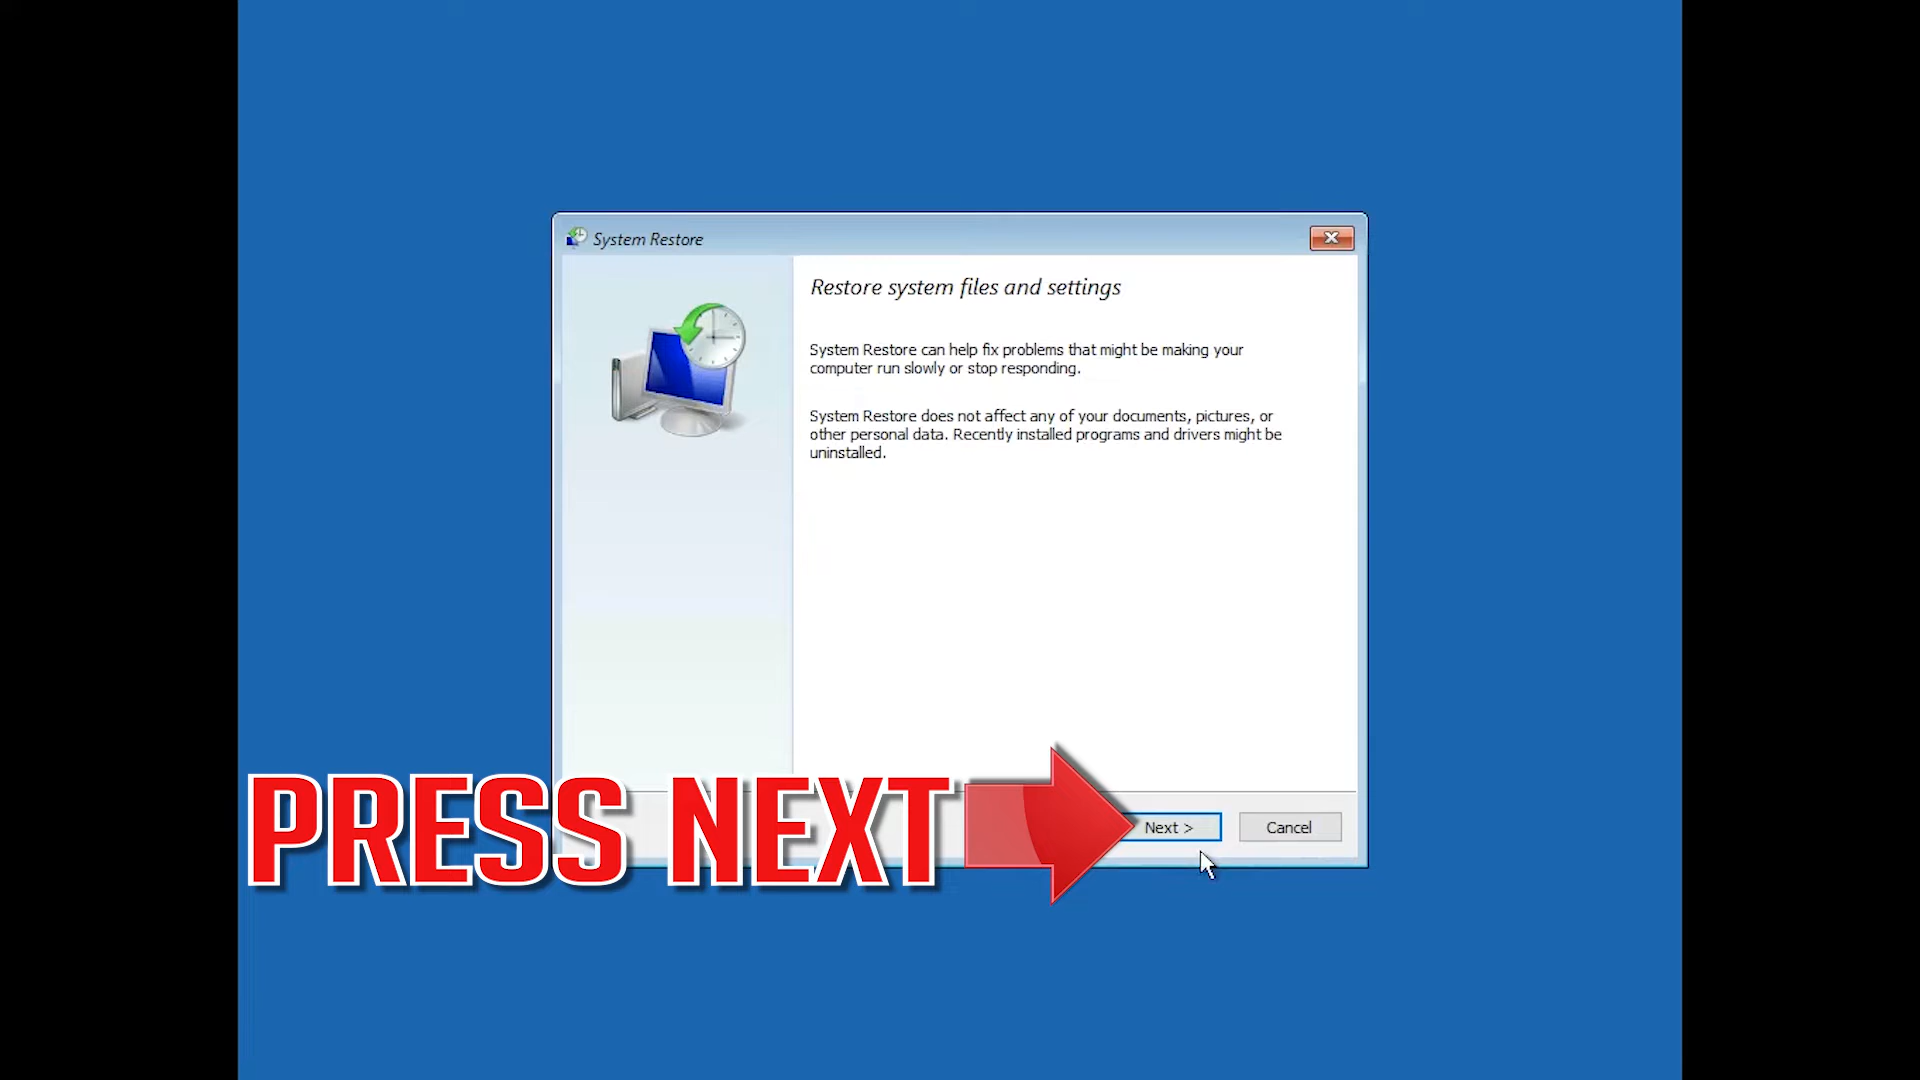 System Restore
Restore system files and settings
System Restore can help fix problems that might be making your
computer run slowly or stop responding.
System Restore does not affect any of your documents, pictures, or
other personal data. Recently installed programs and drivers might be
uninstalled.
PRESS NEXT
Next >
Cancel